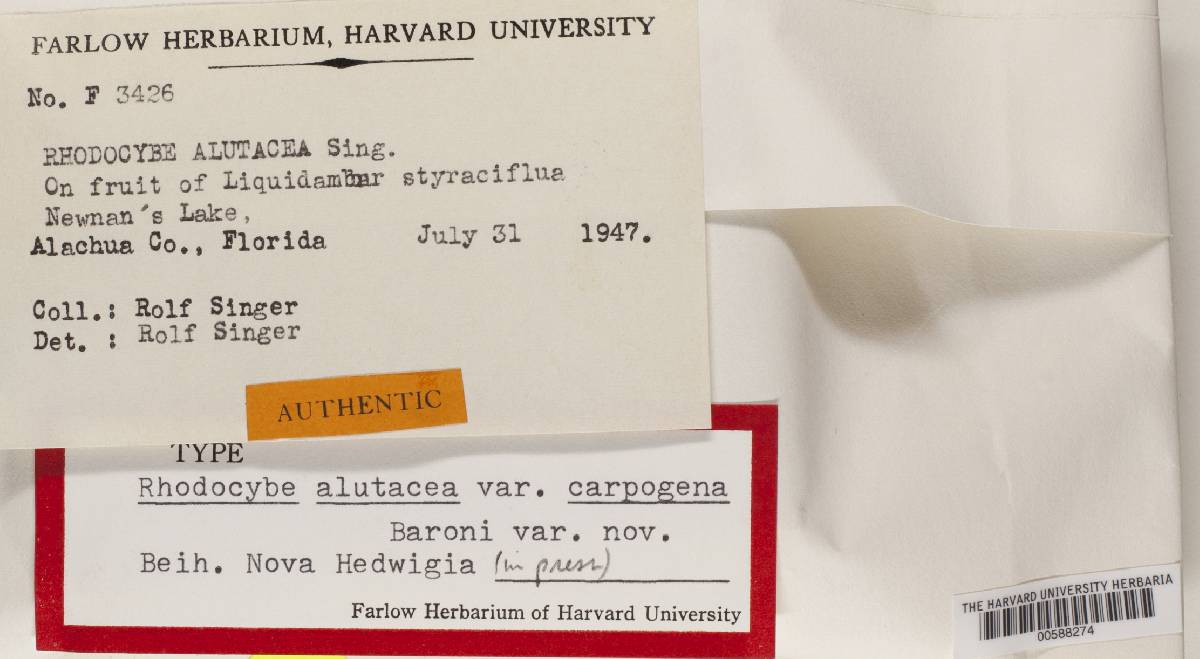 FARLOW HERBARIUM, HARVARD UNIVERSITY
No. F 3426
RHODOCYBE ALUTACEA Sing.
On fruit of Liquidambar styraciflua
Newnan's Lake,
Alachua Co., Florida July 31 1947.
Coll.: Rolf Singer
Det. : Rolf Singer
AUTHENTIC
TYPE
Rhodocybe alutacea var. carpogena
Baroni var. nov.
Beih. Nova Hedwigia (in press)
Farlow Herbarium of Harvard University
THE HARVARD UNIVERSITY HERBARIA
00588274